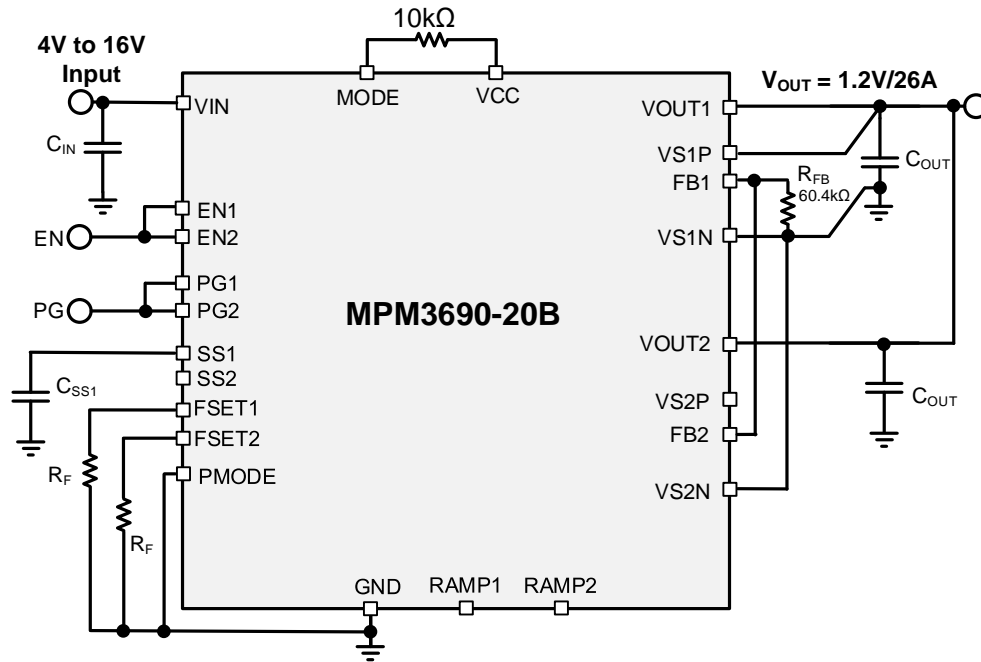 10kΩ
4V to 16V
Input
MODE
VCC
VOUT = 1.2V/26A
VIN
VOUT1
CIN
VS1P
COUT
FB1
RFB
60.4kΩ
EN1
EN
EN2
VS1N
PG1
PG
PG2
MPM3690-20B
SS1
VOUT2
CSS1
SS2
VS2P
COUT
FSET1
FSET2
FB2
RF
PMODE
VS2N
RF
GND
RAMP1
RAMP2